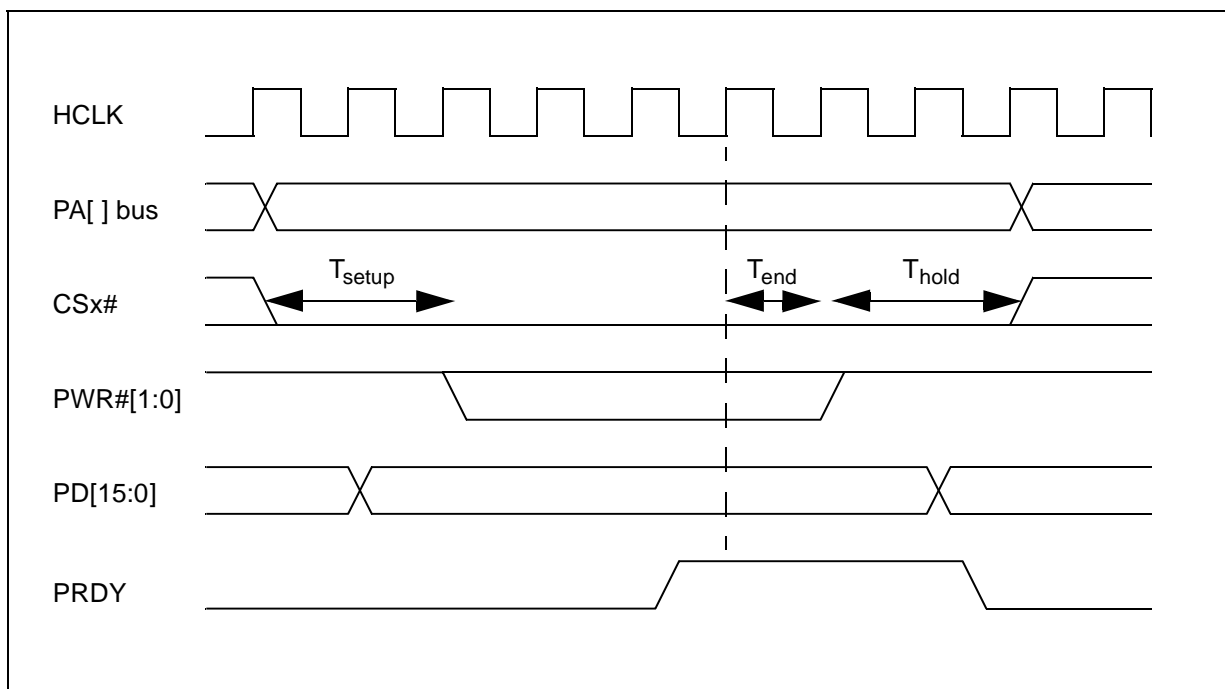 HCLK
PA[ ] bus
Tsetup
Tend
Thold
CSx#
PWR#[1:0]
PD[15:0]
PRDY